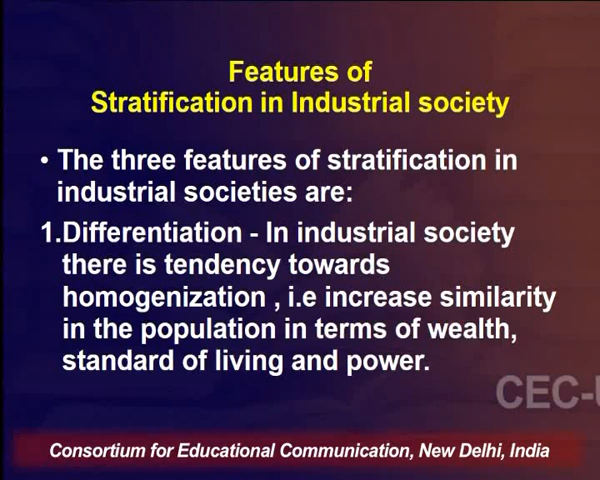 Features of
Stratification in Industrial society
• The three features of stratification in
industrial societies are:
1.Differentiation - In industrial society
there is tendency towards
homogenization , i.e increase similarity
in the population in terms of wealth,
standard of living and power.
CEC-U
Consortium for Educational Communication, New Delhi, India